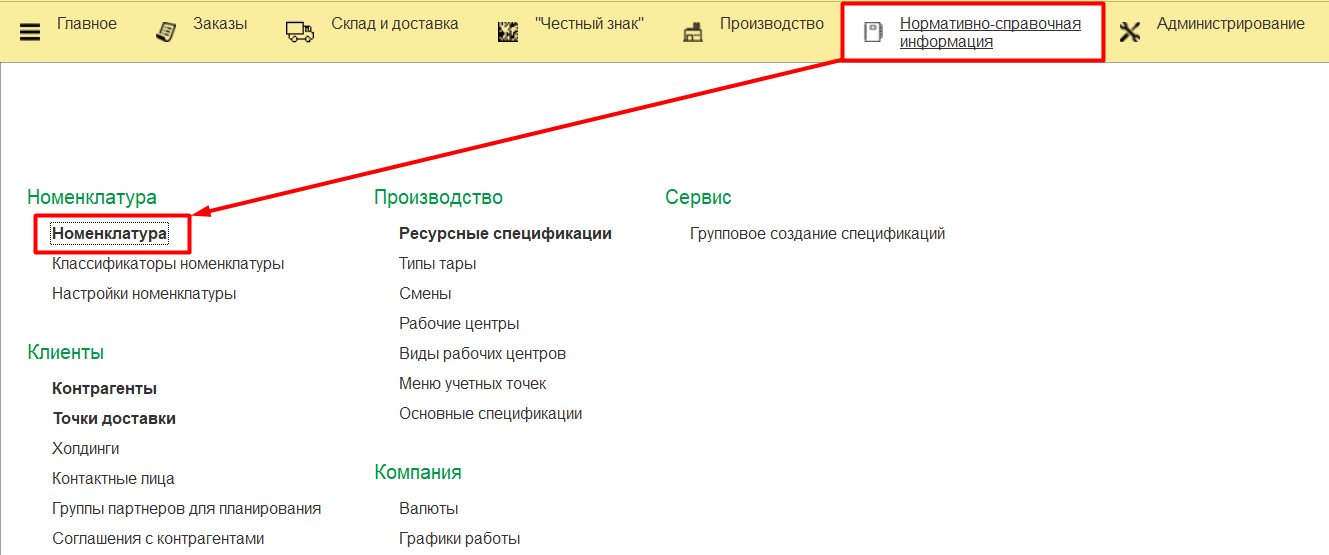 Главное
Заказы
Склад и доставка
"Честный знак"
Производство
Нормативно-справочная
информация
Администрирование
Номенклатура
Номенклатура
Классификаторы номенклатуры
Настройки номенклатуры
Клиенты
Контрагенты
Точки доставки
Холдинги
Контактные лица
Группы партнеров для планирования
Соглашения с контрагентами
Производство
Ресурсные спецификации
Типы тары
Смены
Рабочие центры
Виды рабочих центров
Меню учетных точек
Основные спецификации
Компания
Валюты
Графики работы
Сервис
Групповое создание спецификаций